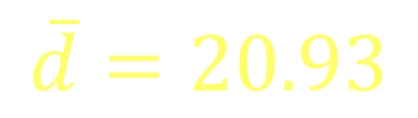 d̄ = 20.93